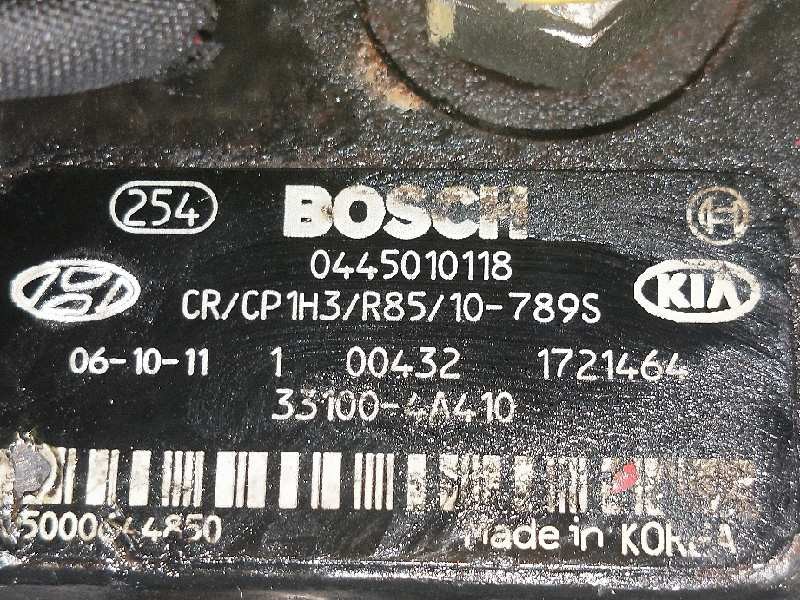 254 BOSCH
0445010118
CR/CP1H3/R85/10-789S KIA
06-10-11 1 00432 1721464
33100-4A410
Made in KOREA